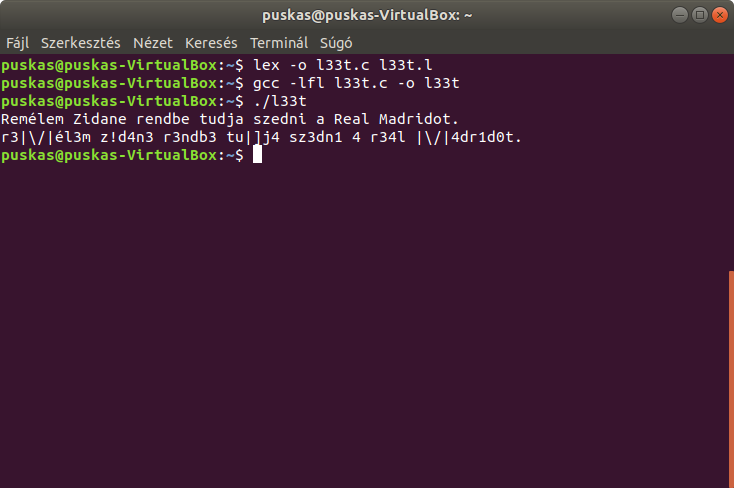 puskas@puskas-VirtualBox: ~
Fájl Szerkesztés Nézet Keresés Terminál Súgó
puskas@puskas-VirtualBox:~$ lex -o l33t.c l33t.l
puskas@puskas-VirtualBox:~$ gcc -lfl l33t.c -o l33t
puskas@puskas-VirtualBox:~$ ./l33t
Remélem Zidane rendbe tudja szedni a Real Madridot.
r3|\/|él3m z!d4n3 r3ndb3 tu|]j4 sz3dn1 4 r34l |\/|4dr1d0t.
puskas@puskas-VirtualBox:~$